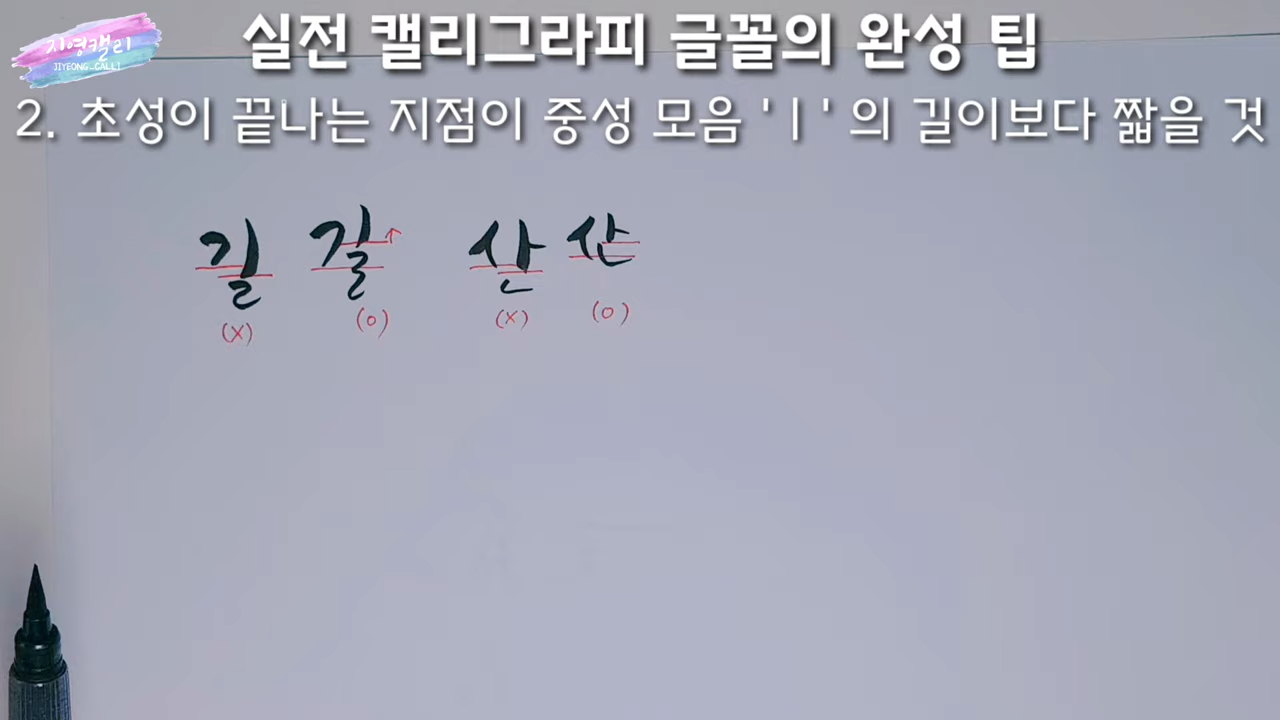 지영캘리
JIYEONG_CALLI
실전 캘리그라피 글꼴의 완성 팁
2. 초성이 끝나는 지점이 중성 모음 'ㅣ' 의 길이보다 짧을 것
길 길 산 산
(X) (O) (X) (O)